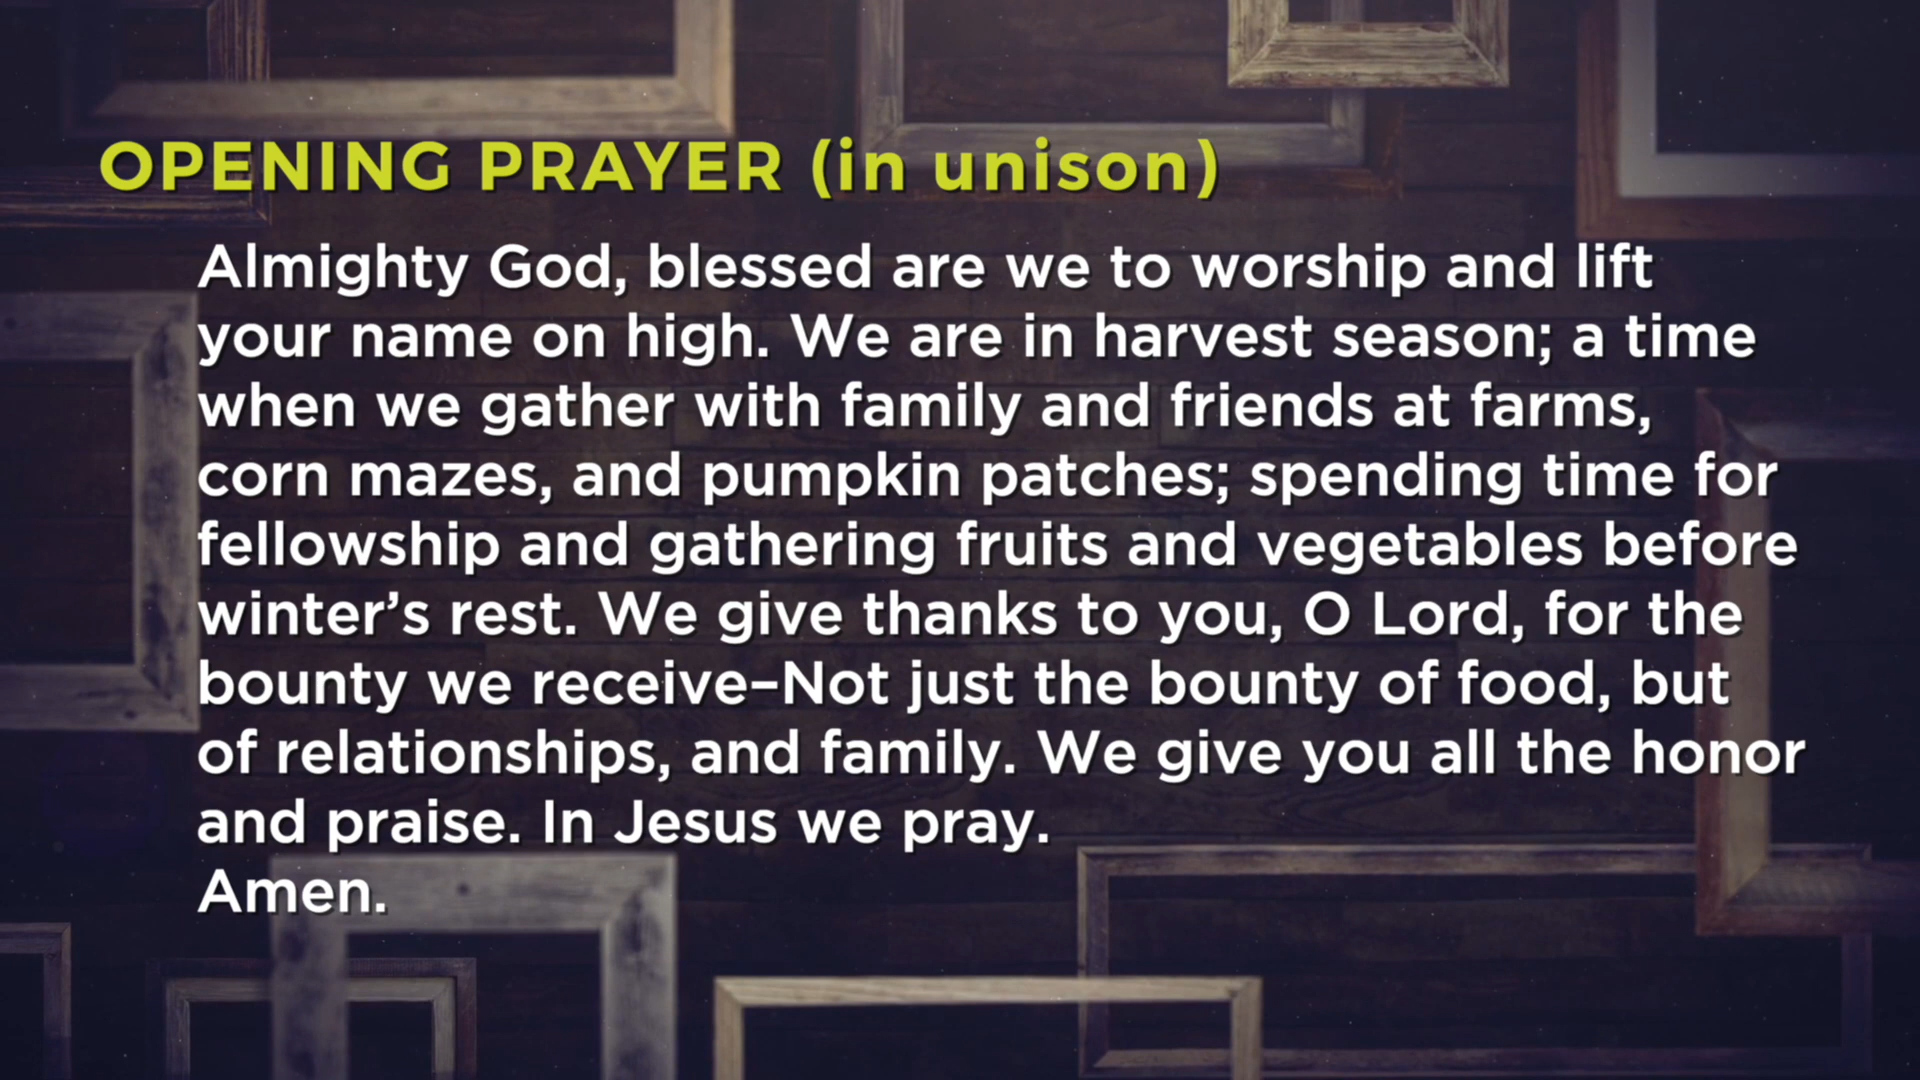 OPENING PRAYER (in unison)
Almighty God, blessed are we to worship and lift
your name on high. We are in harvest season; a time
when we gather with family and friends at farms,
corn mazes, and pumpkin patches; spending time for
fellowship and gathering fruits and vegetables before
winter’s rest. We give thanks to you, O Lord, for the
bounty we receive–Not just the bounty of food, but
of relationships, and family. We give you all the honor
and praise. In Jesus we pray.
Amen.